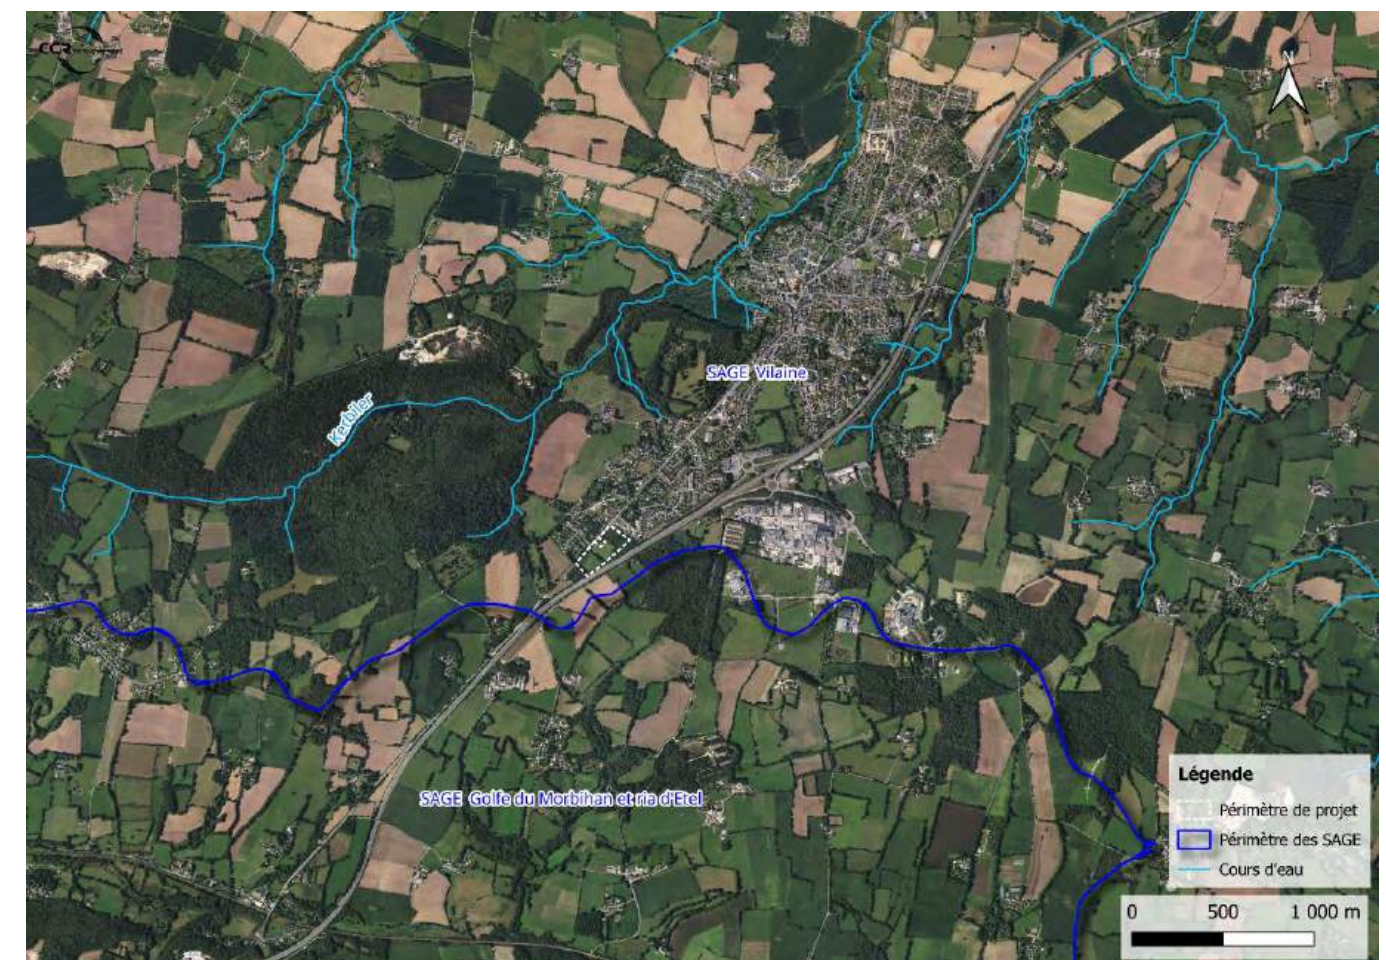 ECR
N
Kerbiler
SAGE Vilaine
SAGE Golfe du Morbihan et ria d'Etel
Légende
Périmètre de projet
Périmètre des SAGE
Cours d'eau
0 500 1 000 m